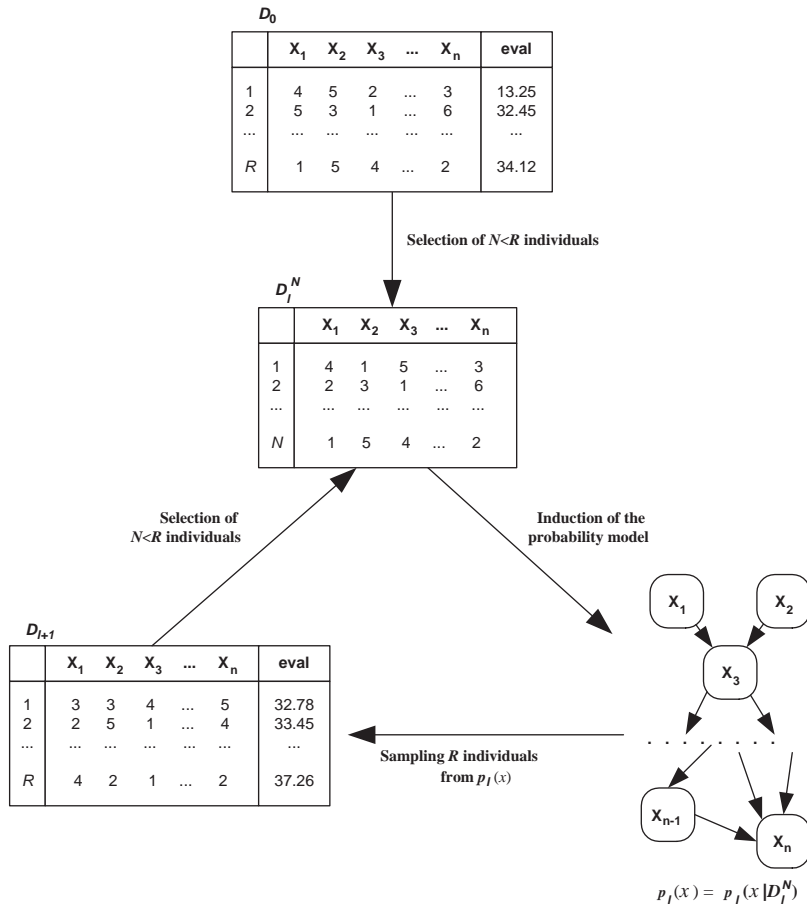 D₀
X₁ X₂ X₃ ... Xₙ eval
1 4 5 2 ... 3 13.25
2 5 3 1 ... 6 32.45
... ... ... ... ... ... ...
R 1 5 4 ... 2 34.12
Selection of N<R individuals
Dₗᴺ
X₁ X₂ X₃ ... Xₙ
1 4 1 5 ... 3
2 2 3 1 ... 6
... ... ... ... ... ...
N 1 5 4 ... 2
Selection of
N<R individuals
Induction of the
probability model
X₁ X₂
X₃
. . . . . . . .
Xₙ₋₁
Xₙ
pₗ(x) = pₗ(x|Dₗᴺ)
Dₗ₊₁
X₁ X₂ X₃ ... Xₙ eval
1 3 3 4 ... 5 32.78
2 2 5 1 ... 4 33.45
... ... ... ... ... ... ...
R 4 2 1 ... 2 37.26
Sampling R individuals
from pₗ(x)